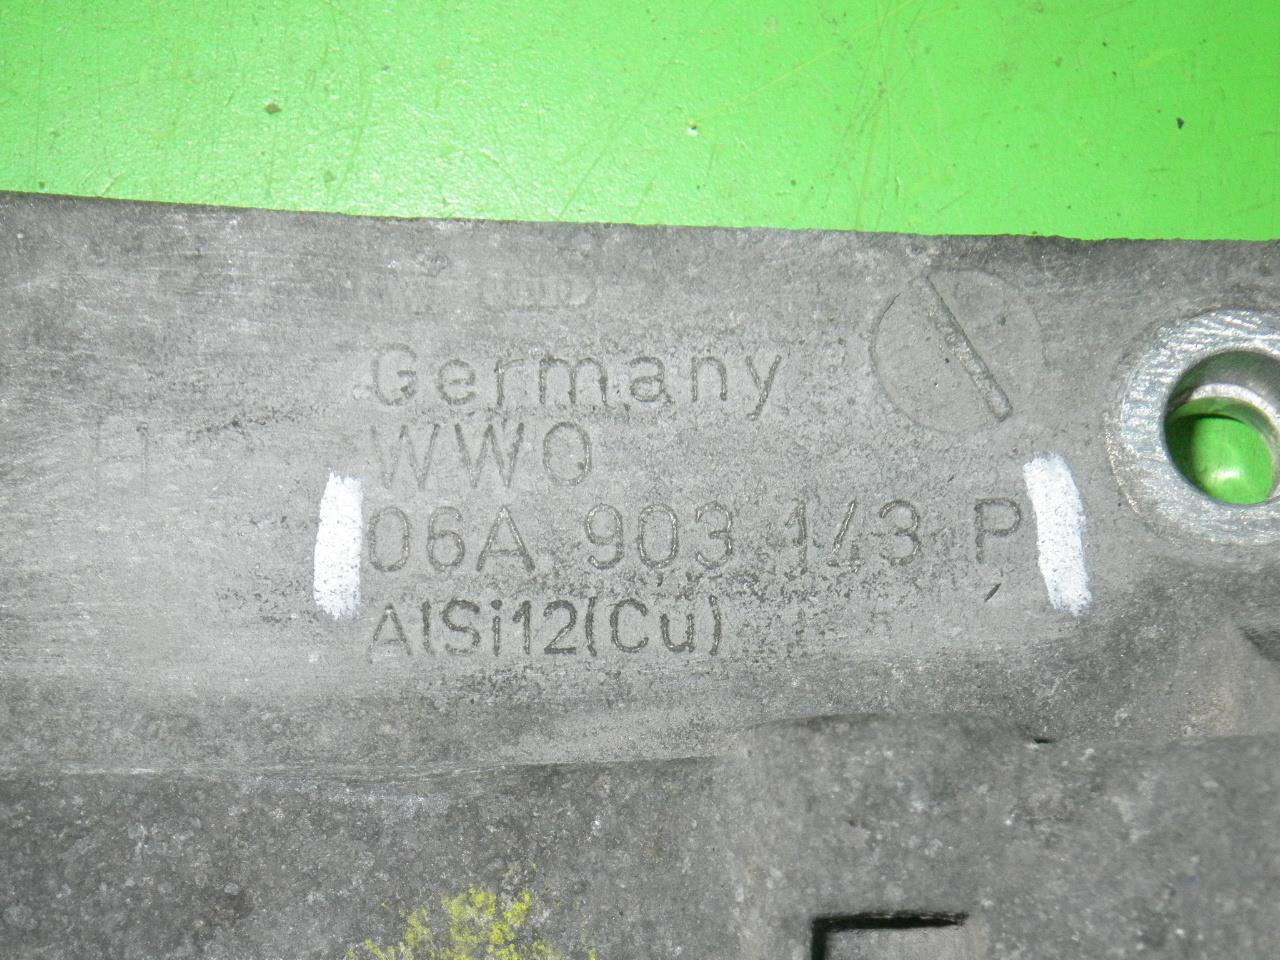 Germany
WWO
06A 903 143 P
AlSi12(Cu)